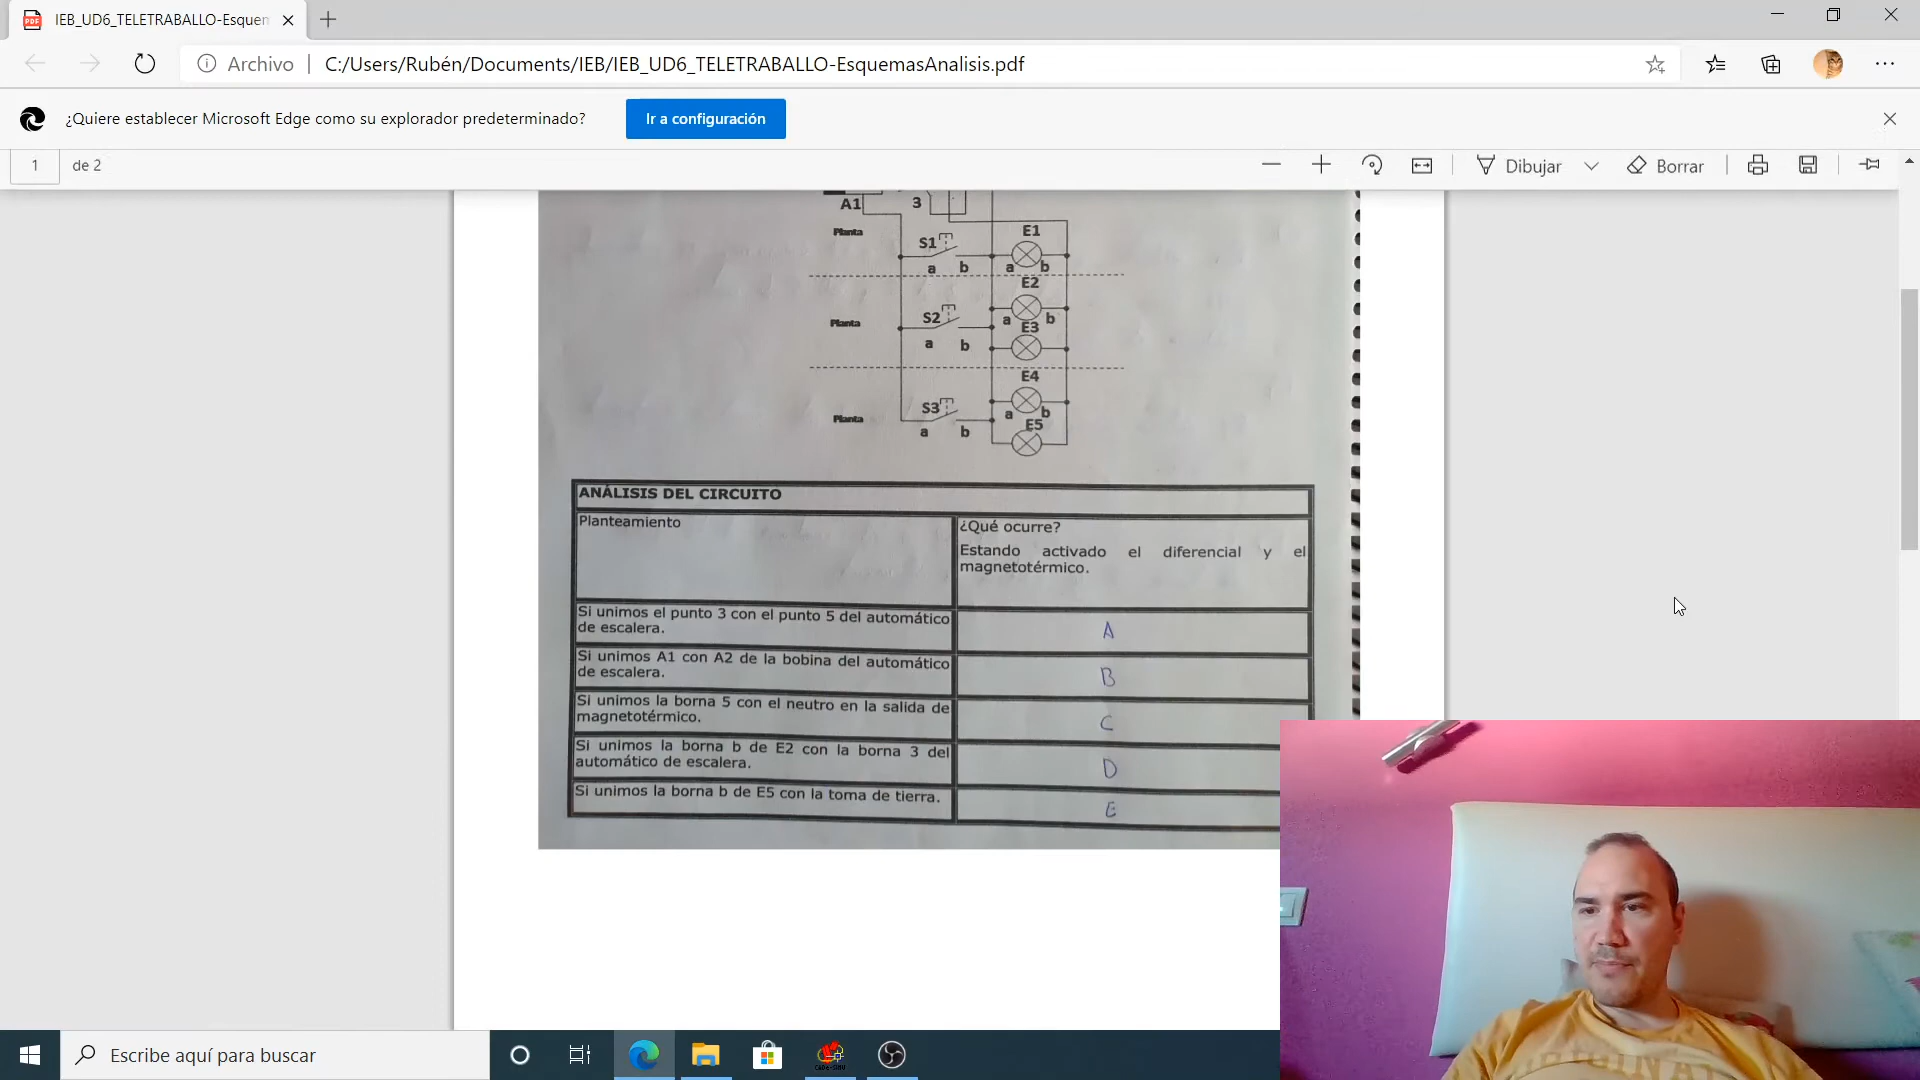 IEB_UD6_TELETRABALLO-Esquem
Archivo
C:/Users/Rubén/Documents/IEB/IEB_UD6_TELETRABALLO-EsquemasAnalisis.pdf
¿Quiere establecer Microsoft Edge como su explorador predeterminado?
Ir a configuración
1 de 2
Dibujar
Borrar
A1 3
Planta
S1 E1
a b a b
E2
S2
Planta
a b
E3
a b
E4
S3
Planta
a b
E5
a b
ANÁLISIS DEL CIRCUITO
Planteamiento
¿Qué ocurre?
Estando activado el diferencial y el
magnetotérmico.
Si unimos el punto 3 con el punto 5 del automático
de escalera.
A
Si unimos A1 con A2 de la bobina del automático
de escalera.
B
Si unimos la borna 5 con el neutro en la salida de
magnetotérmico.
C
Si unimos la borna b de E2 con la borna 3 del
automático de escalera.
D
Si unimos la borna b de E5 con la toma de tierra.
E
Escribe aquí para buscar